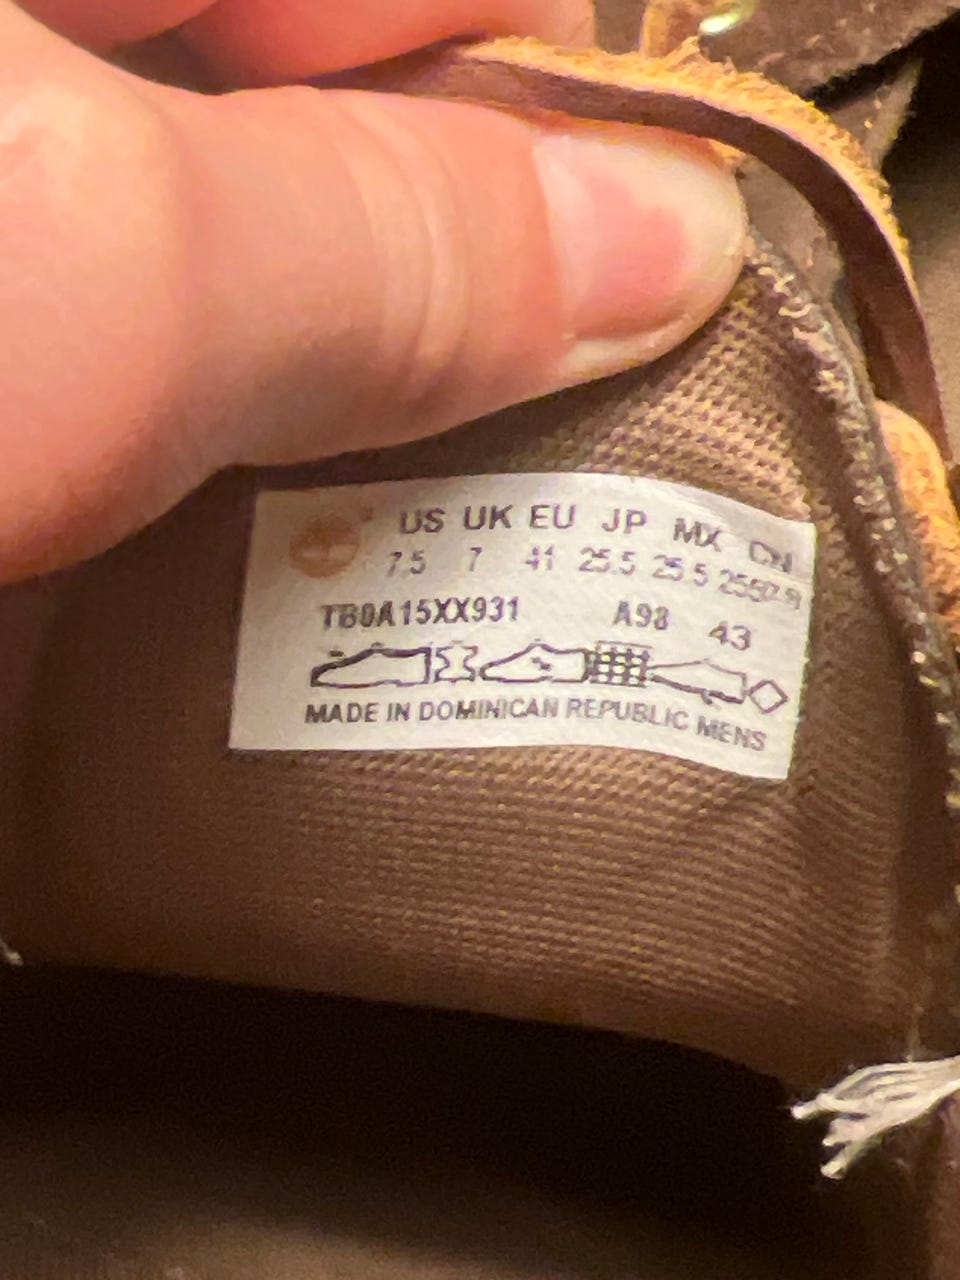 US UK EU JP MX CN
7.5 7 41 25.5 25.5 255(2.5)
TB0A15XX931 A98 43
MADE IN DOMINICAN REPUBLIC MENS